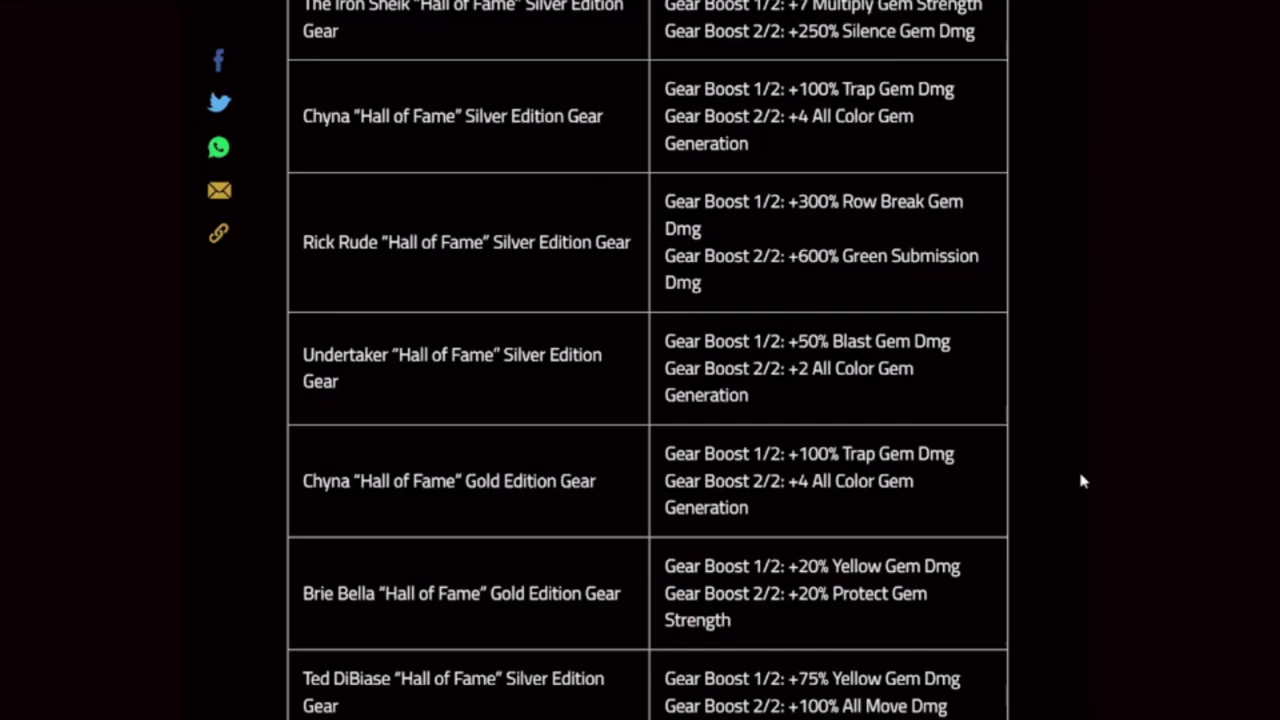 The Iron Sheik “Hall of Fame” Silver Edition
Gear
Gear Boost 1/2: +7 Multiply Gem Strength
Gear Boost 2/2: +250% Silence Gem Dmg
Chyna “Hall of Fame” Silver Edition Gear
Gear Boost 1/2: +100% Trap Gem Dmg
Gear Boost 2/2: +4 All Color Gem
Generation
Rick Rude “Hall of Fame” Silver Edition Gear
Gear Boost 1/2: +300% Row Break Gem
Dmg
Gear Boost 2/2: +600% Green Submission
Dmg
Undertaker “Hall of Fame” Silver Edition
Gear
Gear Boost 1/2: +50% Blast Gem Dmg
Gear Boost 2/2: +2 All Color Gem
Generation
Chyna “Hall of Fame” Gold Edition Gear
Gear Boost 1/2: +100% Trap Gem Dmg
Gear Boost 2/2: +4 All Color Gem
Generation
Brie Bella “Hall of Fame” Gold Edition Gear
Gear Boost 1/2: +20% Yellow Gem Dmg
Gear Boost 2/2: +20% Protect Gem
Strength
Ted DiBiase “Hall of Fame” Silver Edition
Gear
Gear Boost 1/2: +75% Yellow Gem Dmg
Gear Boost 2/2: +100% All Move Dmg